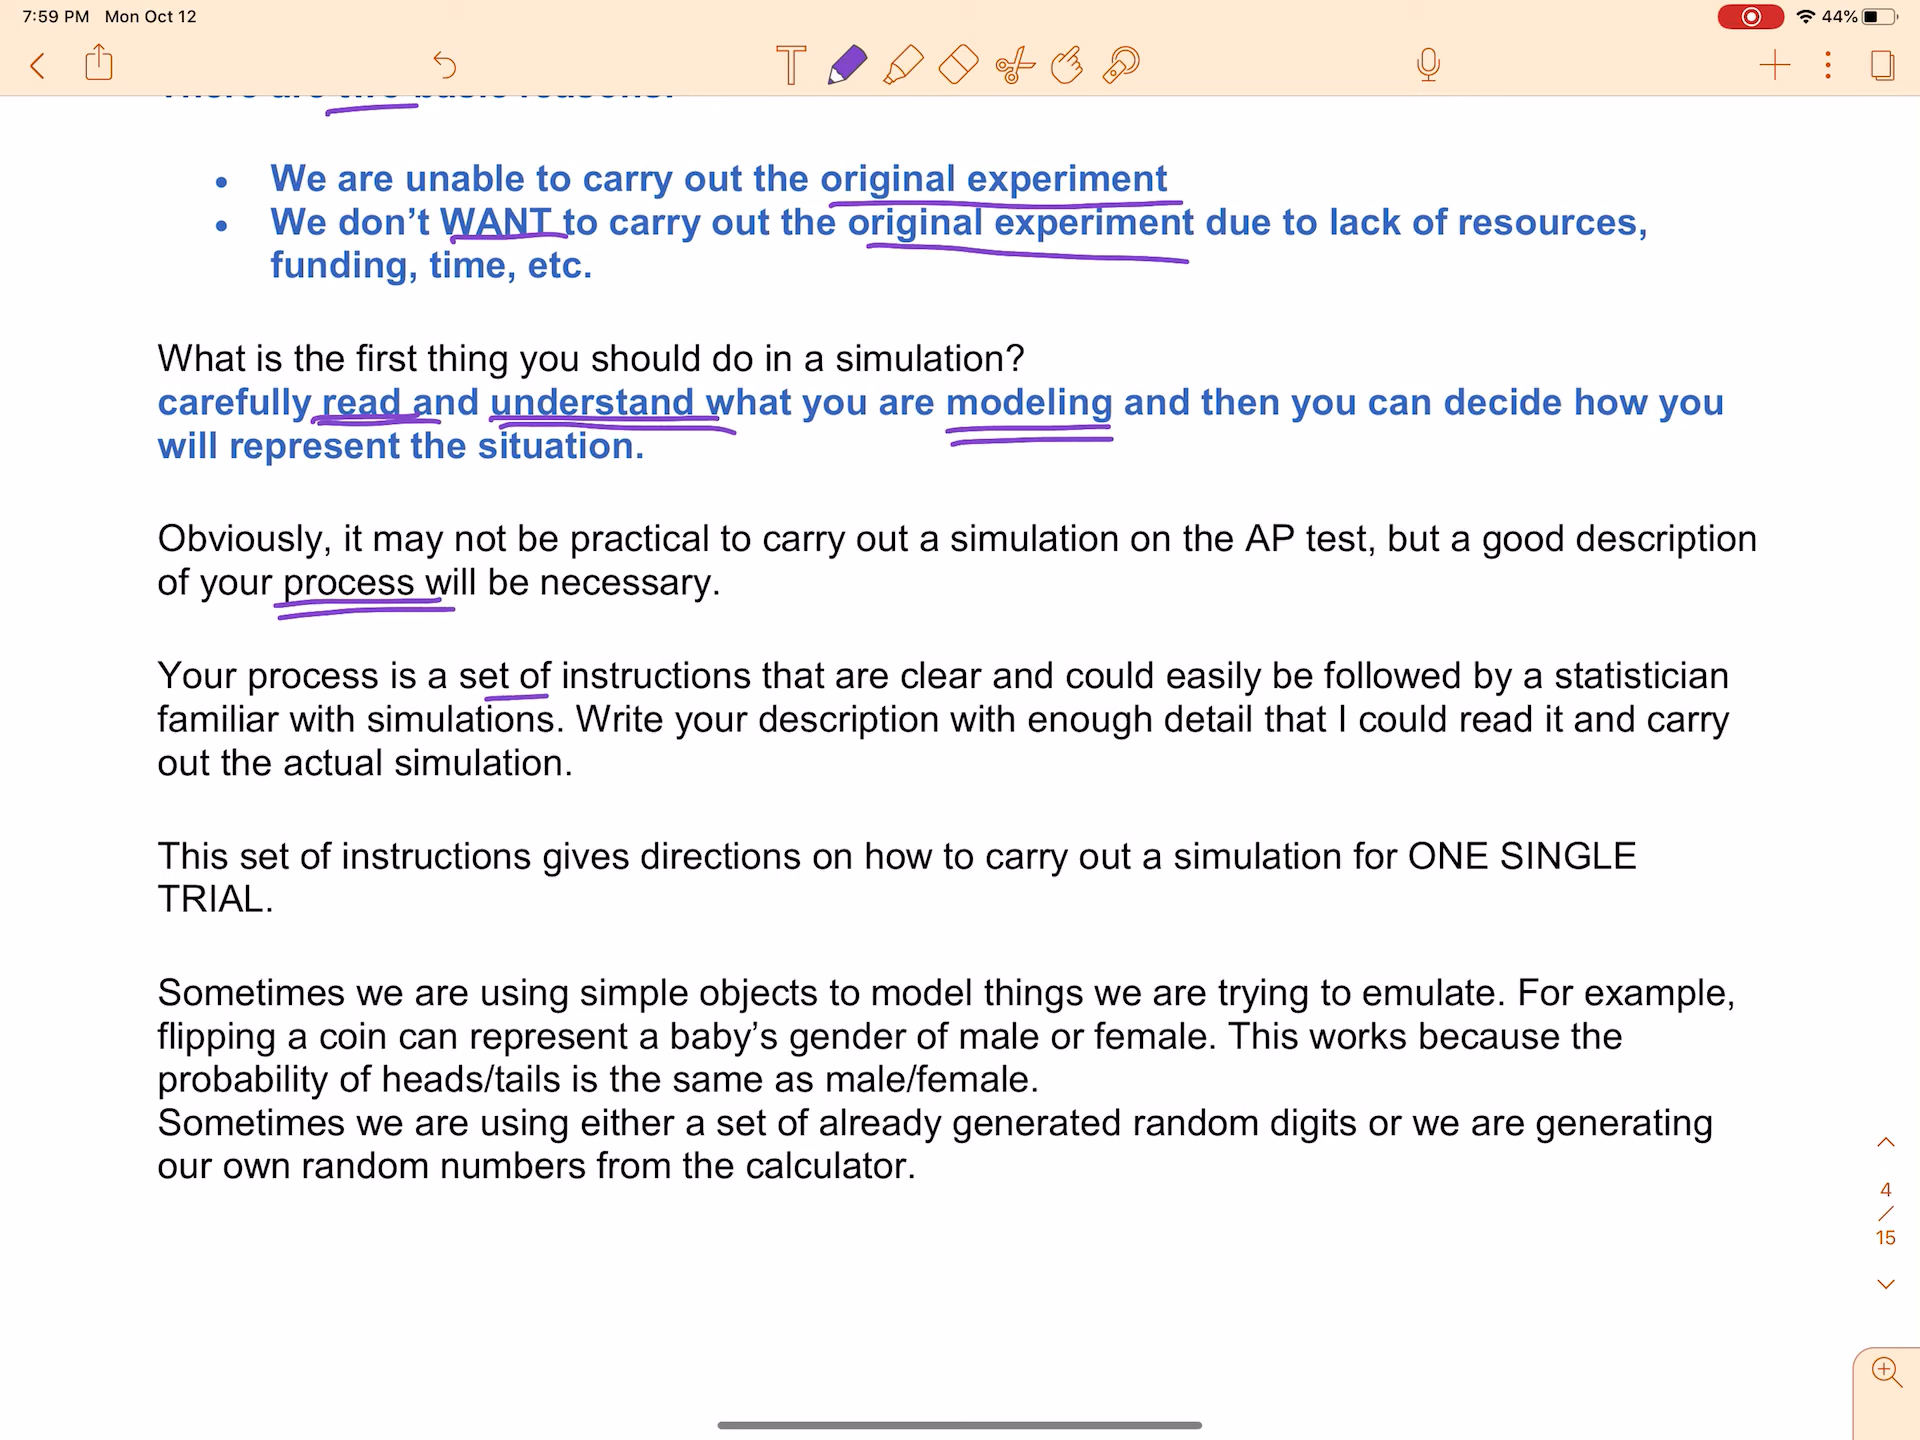 7:59 PM Mon Oct 12
44%
There are two basic reasons:
• We are unable to carry out the original experiment
• We don’t WANT to carry out the original experiment due to lack of resources,
funding, time, etc.
What is the first thing you should do in a simulation?
carefully read and understand what you are modeling and then you can decide how you
will represent the situation.
Obviously, it may not be practical to carry out a simulation on the AP test, but a good description
of your process will be necessary.
Your process is a set of instructions that are clear and could easily be followed by a statistician
familiar with simulations. Write your description with enough detail that I could read it and carry
out the actual simulation.
This set of instructions gives directions on how to carry out a simulation for ONE SINGLE
TRIAL.
Sometimes we are using simple objects to model things we are trying to emulate. For example,
flipping a coin can represent a baby’s gender of male or female. This works because the
probability of heads/tails is the same as male/female.
Sometimes we are using either a set of already generated random digits or we are generating
our own random numbers from the calculator.
4
/
15